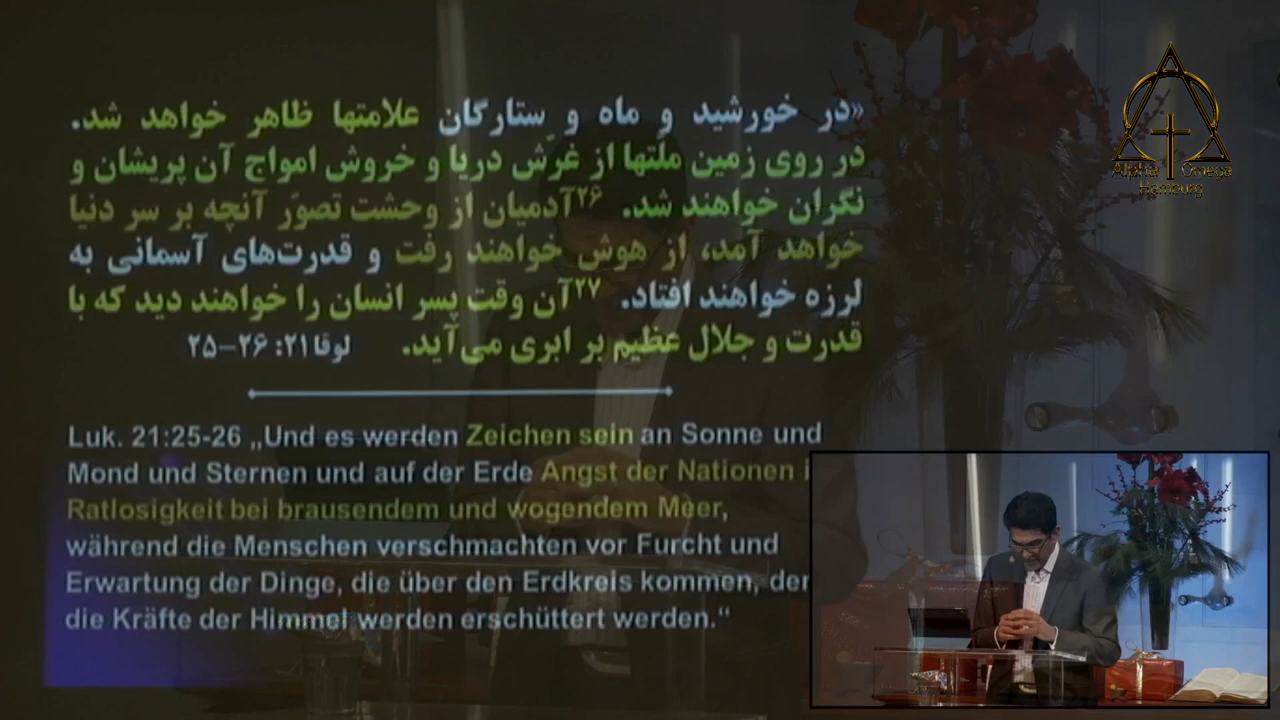 «در خورشید و ماه و ستارگان علامتها ظاهر خواهد شد.
در روی زمین ملّتها از غرّش دریا و خروش امواج آن پریشان و
نگران خواهند شد. ۲۶آدمیان از وحشت تصوّر آنچه بر سر دنیا
خواهد آمد، از هوش خواهند رفت و قدرت‌های آسمانی به
لرزه خواهند افتاد. ۲۷آن وقت پسر انسان را خواهند دید که با
قدرت و جلال عظیم بر ابری می‌آید. لوقا۲۱: ۲۶–۲۵
Luk. 21:25-26 „Und es werden Zeichen sein an Sonne und
Mond und Sternen und auf der Erde Angst der Nationen
Ratlosigkeit bei brausendem und wogendem Meer,
während die Menschen verschmachten vor Furcht und
Erwartung der Dinge, die über den Erdkreis kommen, der
die Kräfte der Himmel werden erschüttert werden.“
Alpha Omega
Hamburg